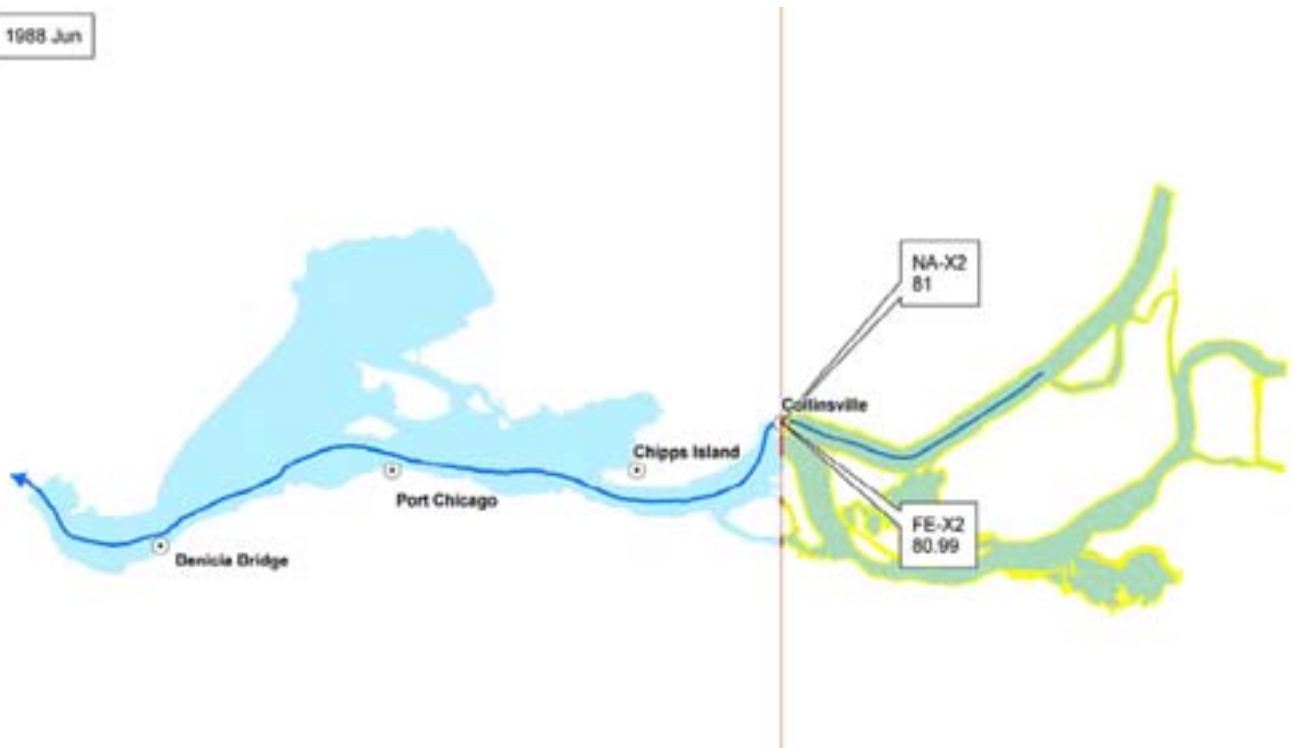 1988 Jun
NA-X2
81
Collinsville
Chipps Island
Port Chicago
FE-X2
80.99
Benicia Bridge